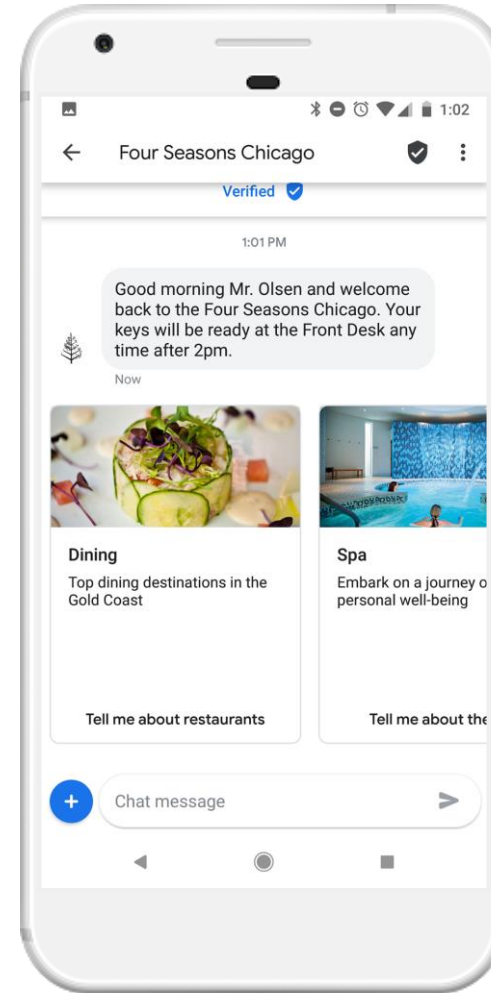 1:02
Four Seasons Chicago
Verified
1:01 PM
Good morning Mr. Olsen and welcome
back to the Four Seasons Chicago. Your
keys will be ready at the Front Desk any
time after 2pm.
Now
Dining
Top dining destinations in the
Gold Coast
Tell me about restaurants
Spa
Embark on a journey o
personal well-being
Tell me about the
Chat message